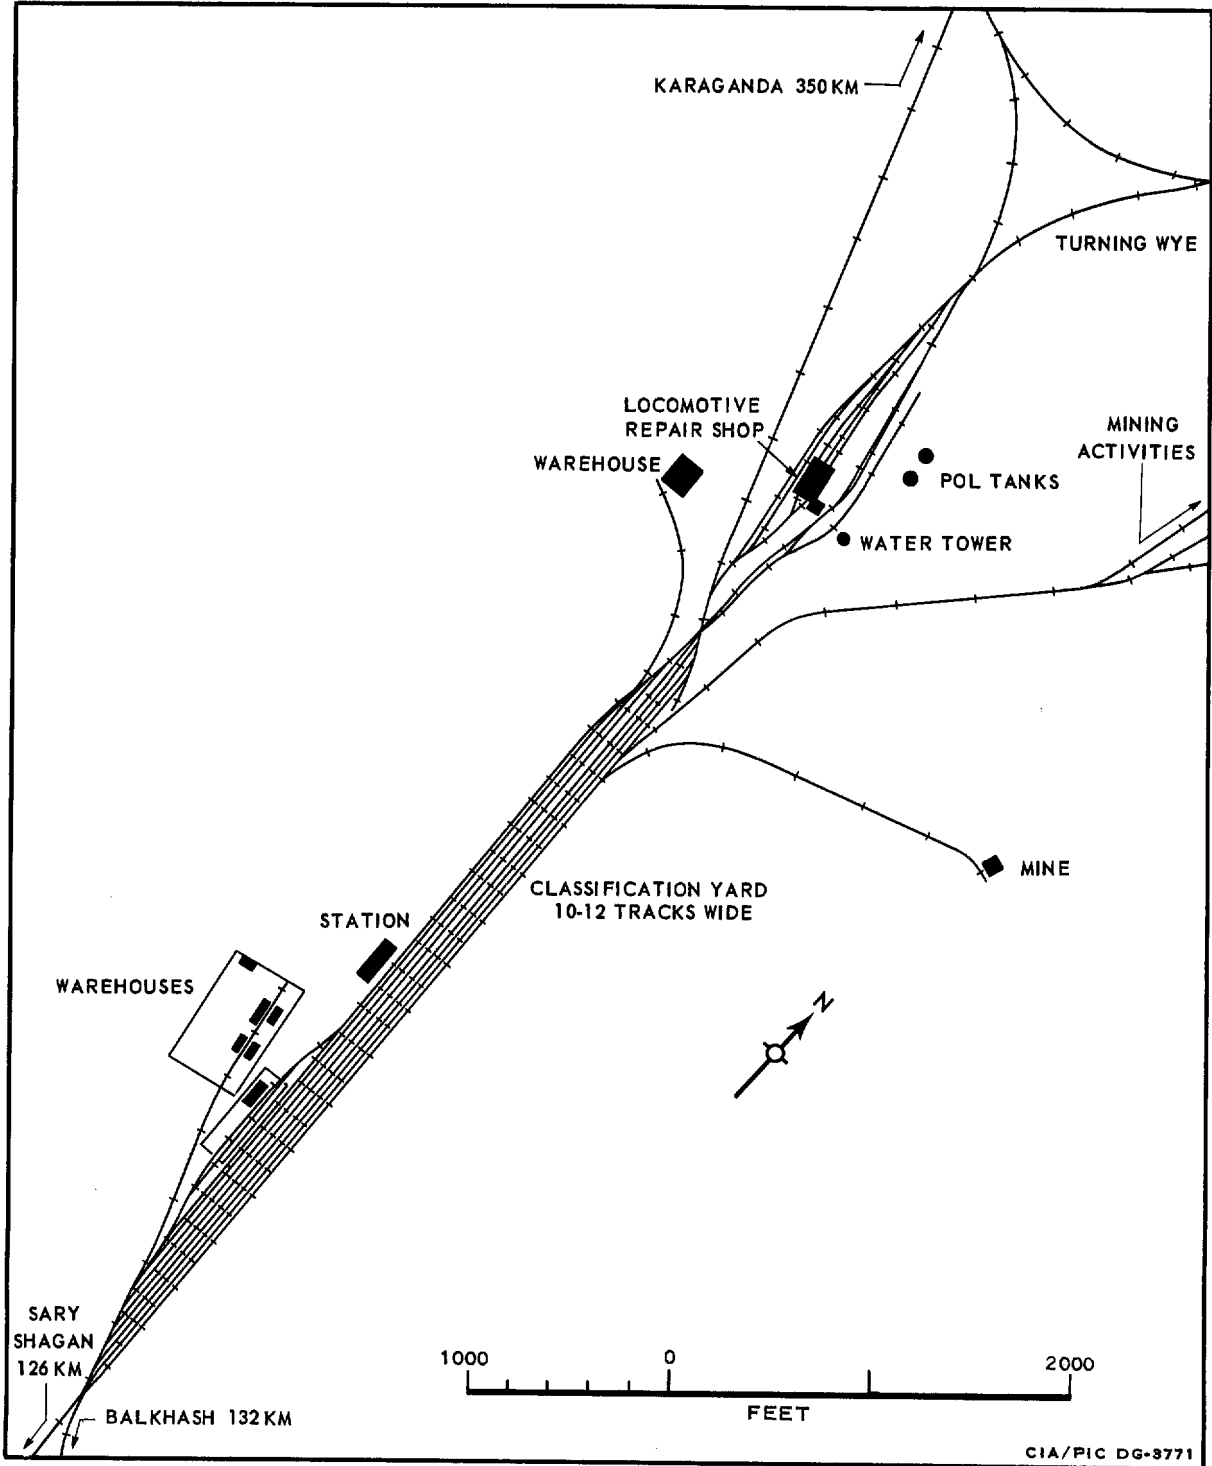 KARAGANDA 350 KM
TURNING WYE
LOCOMOTIVE
REPAIR SHOP
WAREHOUSE
MINING
ACTIVITIES
POL TANKS
WATER TOWER
MINE
CLASSIFICATION YARD
10-12 TRACKS WIDE
STATION
WAREHOUSES
N
SARY
SHAGAN
126 KM
BALKHASH 132 KM
1000 0 2000
FEET
CIA/PIC DG-3771